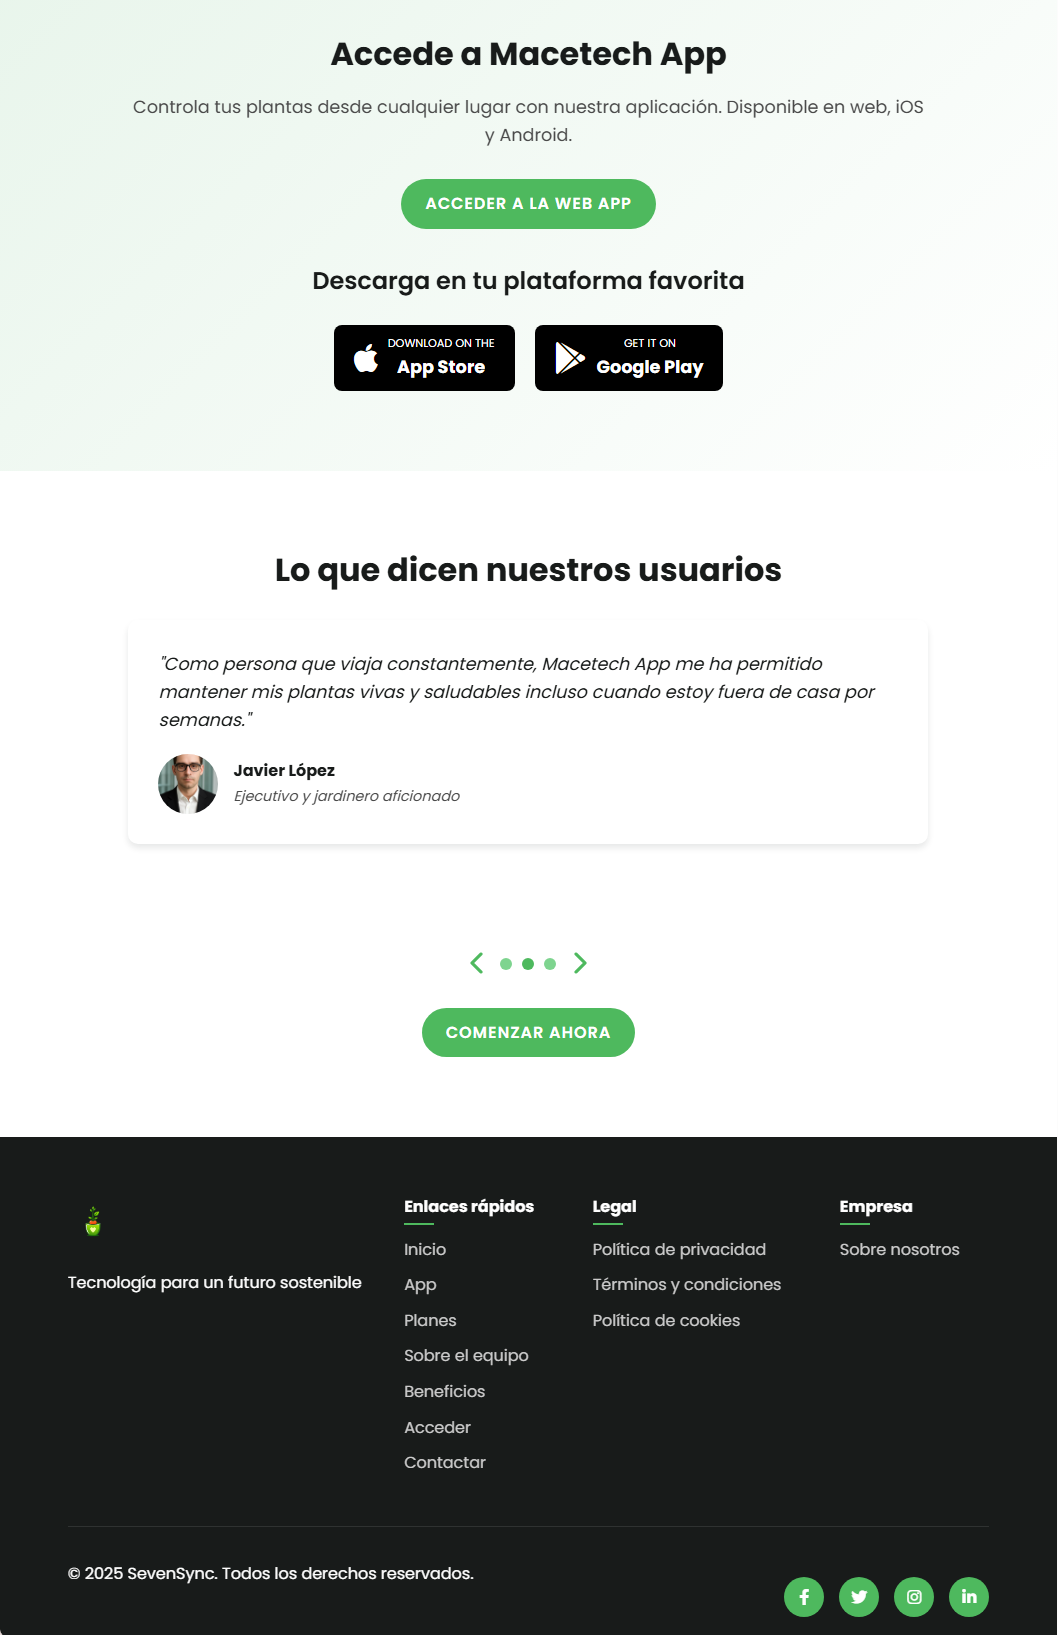 Accede a Macetech App
Controla tus plantas desde cualquier lugar con nuestra aplicación. Disponible en web, iOS
y Android.
ACCEDER A LA WEB APP
Descarga en tu plataforma favorita
DOWNLOAD ON THE
App Store
GET IT ON
Google Play
Lo que dicen nuestros usuarios
"Como persona que viaja constantemente, Macetech App me ha permitido
mantener mis plantas vivas y saludables incluso cuando estoy fuera de casa por
semanas."
Javier López
Ejecutivo y jardinero aficionado
COMENZAR AHORA
Tecnología para un futuro sostenible
Enlaces rápidos
Inicio
App
Planes
Sobre el equipo
Beneficios
Acceder
Contactar
Legal
Política de privacidad
Términos y condiciones
Política de cookies
Empresa
Sobre nosotros
© 2025 SevenSync. Todos los derechos reservados.